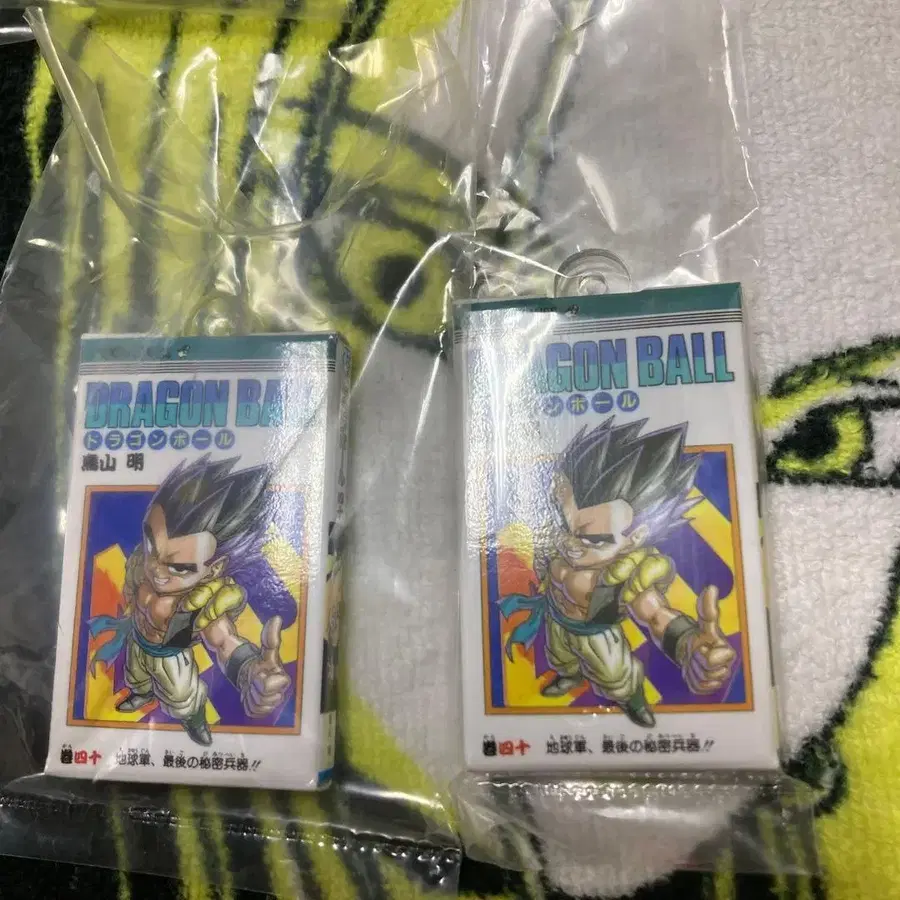 DRAGON BALL
ドラゴンボール
鳥山 明
巻四十 地球軍、最後の秘密兵器!!
AGON BALL
ンボール
巻四十 地球軍、最後の秘密兵器!!